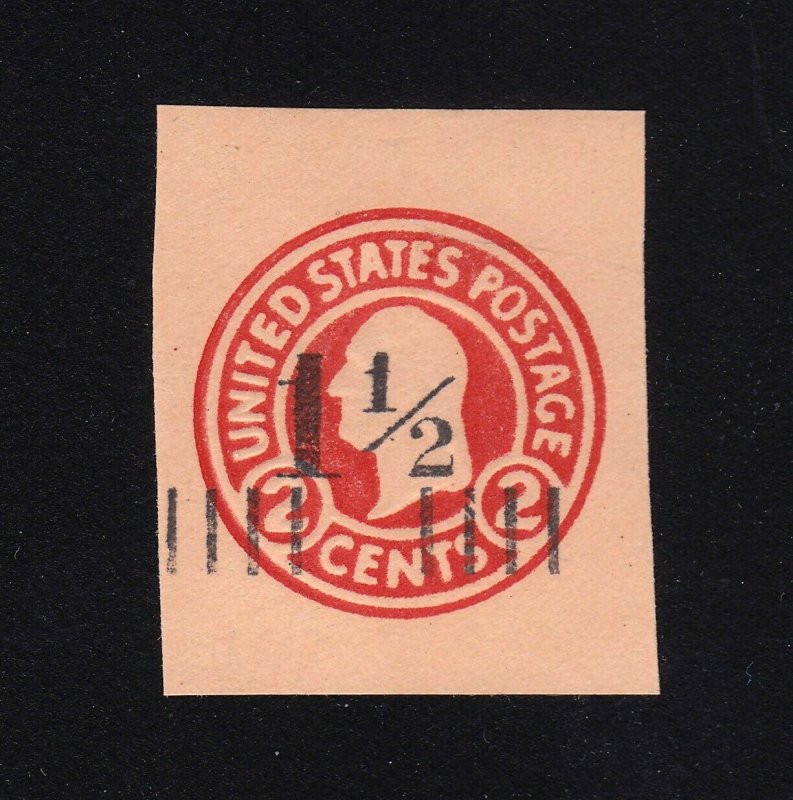 UNITED STATES POSTAGE
1 1/2
2 CENTS 2